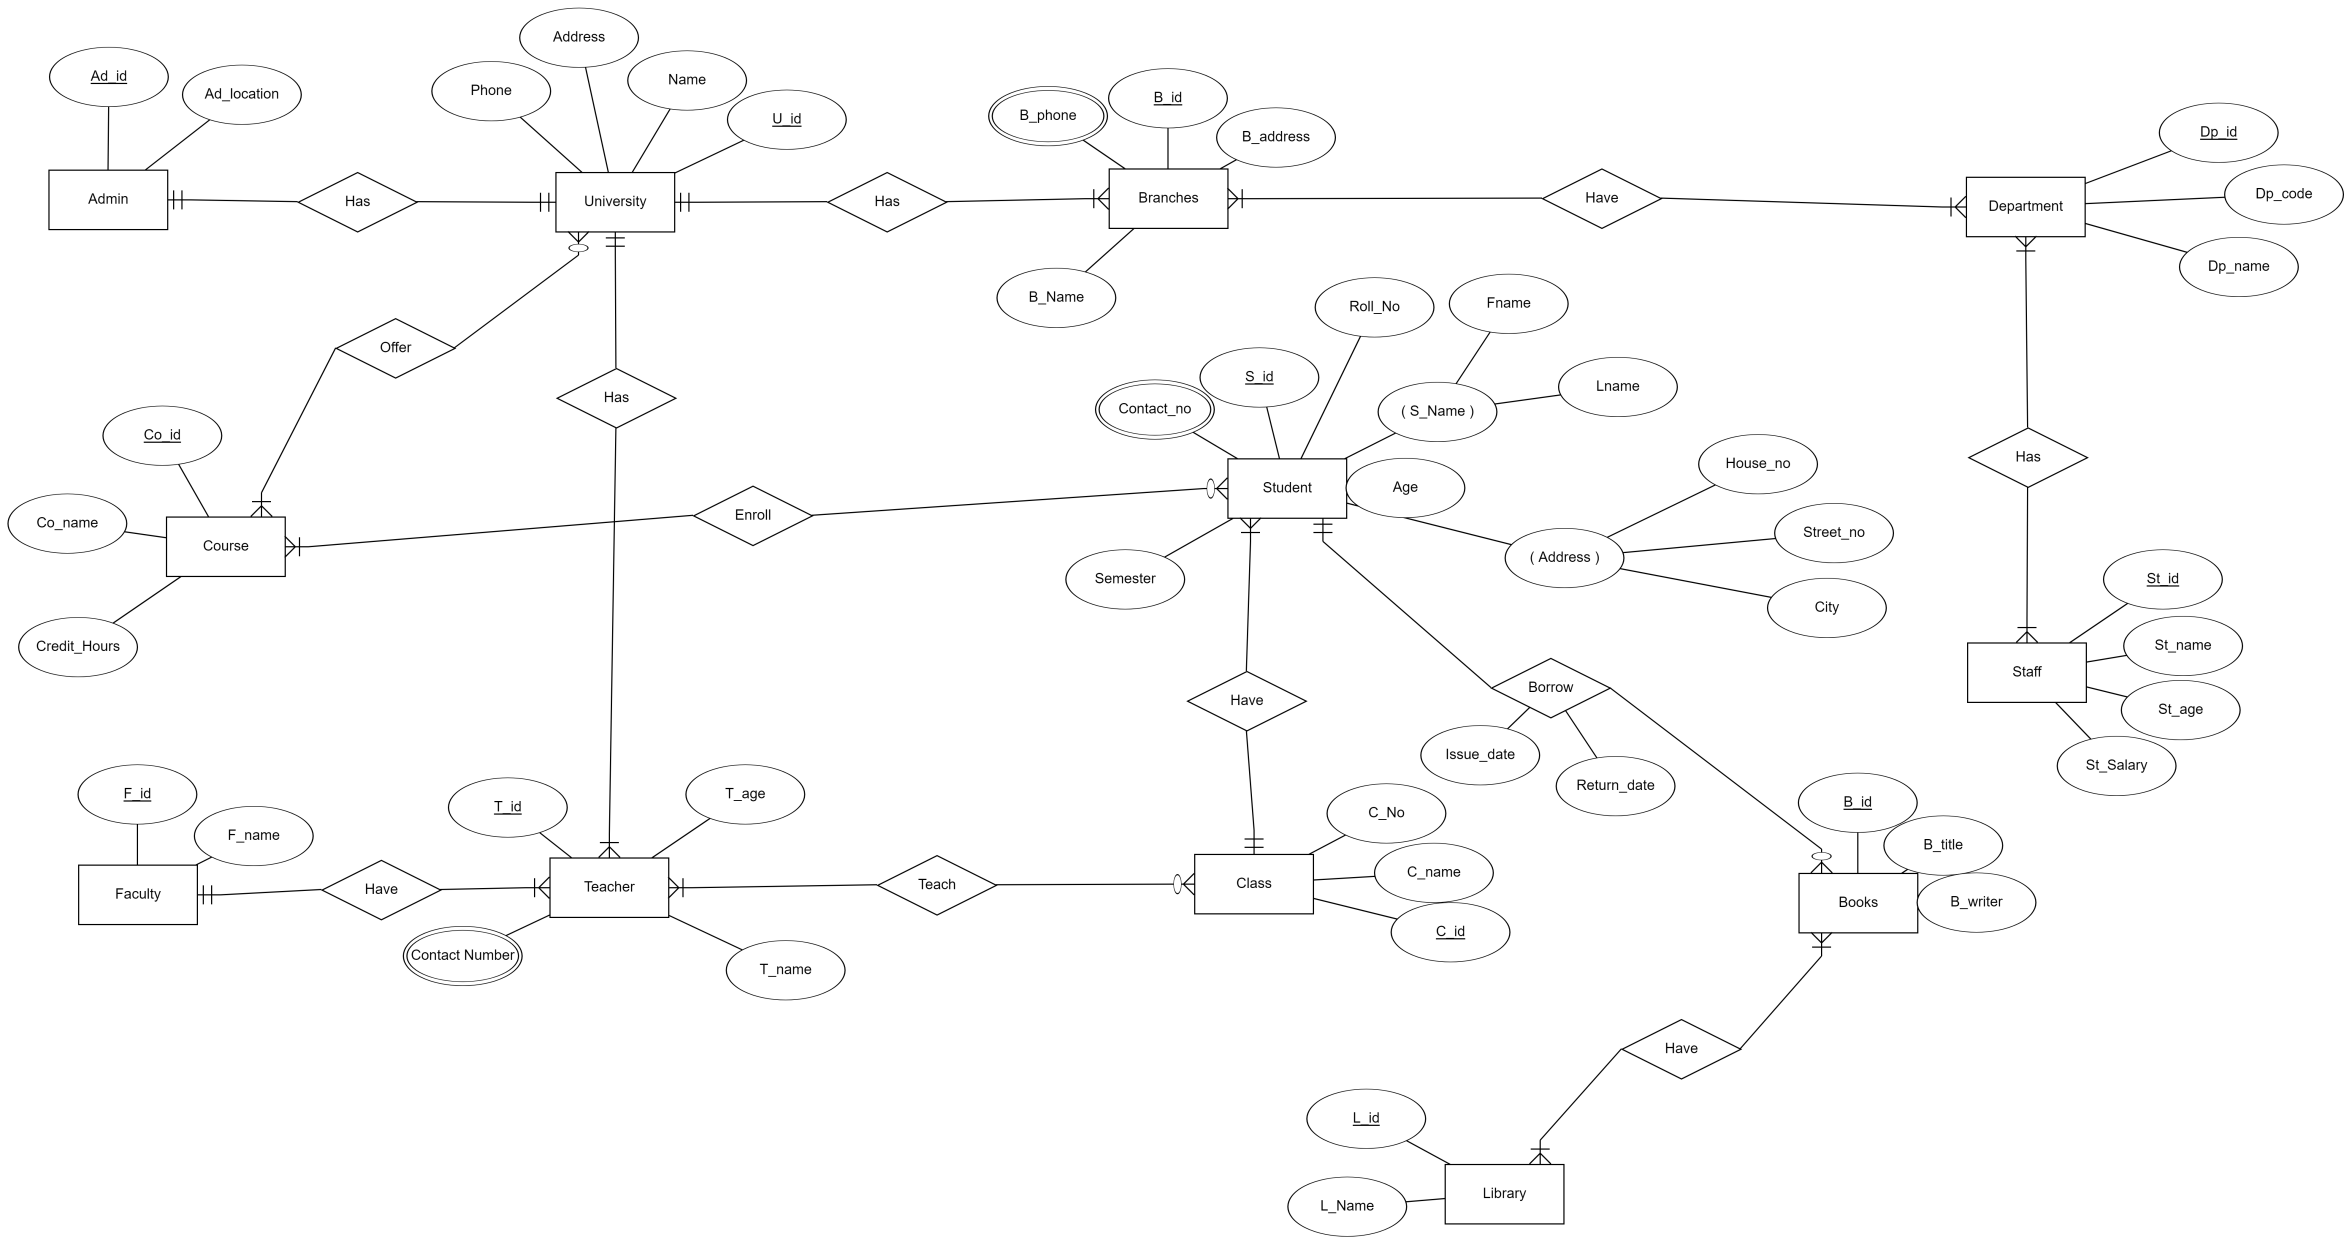 Address
Ad_id
Ad_location
Phone
Name
U_id
B_phone
B_id
B_address
Dp_id
Dp_code
Dp_name
Admin
Has
University
Has
Branches
Have
Department
B_Name
Offer
Has
Roll_No
Fname
S_id
Contact_no
( S_Name )
Lname
Co_id
Co_name
Course
Credit_Hours
Enroll
Student
Age
House_no
Street_no
( Address )
City
Semester
Has
St_id
St_name
Staff
St_age
St_Salary
Have
Borrow
Issue_date
Return_date
F_id
F_name
Faculty
Have
T_id
T_age
Teacher
Contact Number
T_name
Teach
Class
C_No
C_name
C_id
B_id
B_title
Books
B_writer
Have
L_id
Library
L_Name